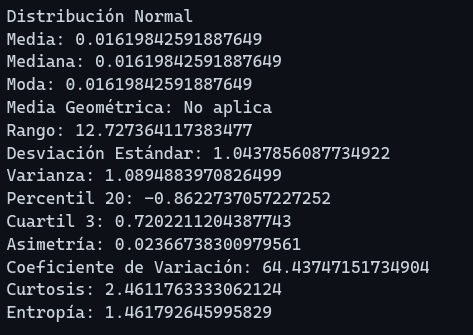 Distribución Normal
Media: 0.01619842591887649
Mediana: 0.01619842591887649
Moda: 0.01619842591887649
Media Geométrica: No aplica
Rango: 12.727364117383477
Desviación Estándar: 1.0437856087734922
Varianza: 1.0894883970826499
Percentil 20: -0.8622737057227252
Cuartil 3: 0.7202211204387743
Asimetría: 0.02366738300979561
Coeficiente de Variación: 64.43747151734904
Curtosis: 2.4611763333062124
Entropía: 1.461792645995829